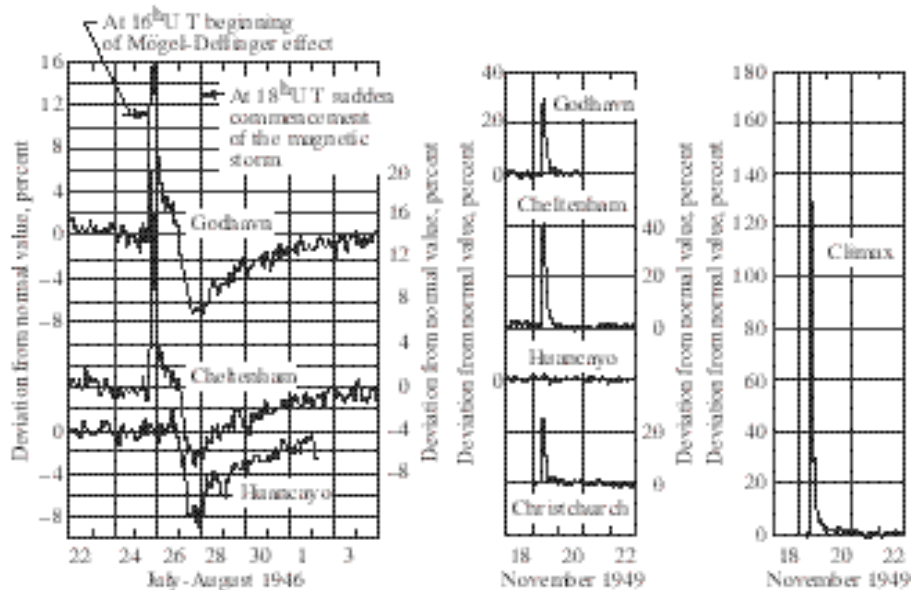 At 16ʰU T beginning
of Mögel-Dellinger effect
At 18ʰU T sudden
commencement
of the magnetic
storm
Deviation from normal value, percent
16
12
8
4
0
−4
−8
0
−4
−8
Godhavn
Cheltenham
Huancayo
20
16
12
8
4
0
−4
−8
Deviation from normal value, percent
22 24 26 28 30 1 3
July-August 1946
Deviation from normal value, percent
40
20
0
Godhavn
Cheltenham
40
20
0
Huancayo
0
20
0
Christchurch
Deviation from normal value, percent
18 20 22
November 1949
Deviation from normal value, percent
180
160
140
120
180
80
60
40
20
0
Climax
18 20 22
November 1949